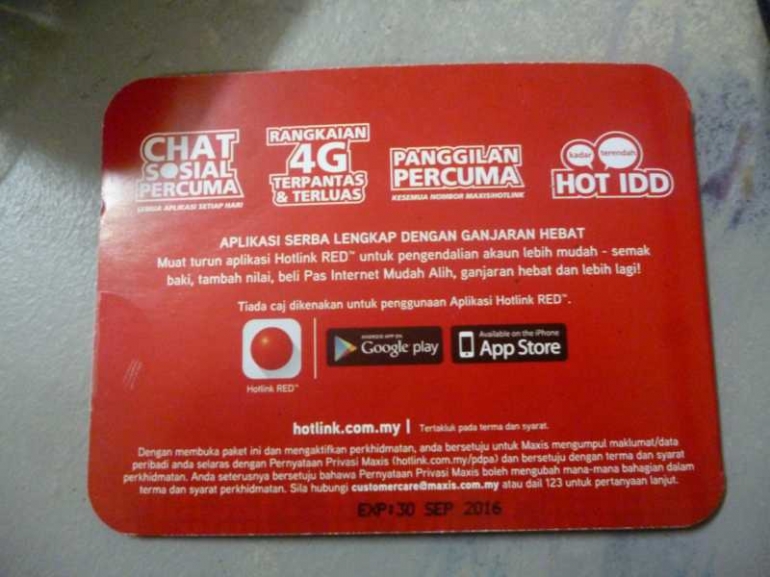 CHAT
SOSIAL
PERCUMA
SEMUA APLIKASI SETIAP HARI
RANGKAIAN
4G
TERPANTAS
& TERLUAS
PANGGILAN
PERCUMA
KESEMUA NOMBOR MAXIS/HOTLINK
kadar terendah
HOT IDD
APLIKASI SERBA LENGKAP DENGAN GANJARAN HEBAT
Muat turun aplikasi Hotlink RED™ untuk pengendalian akaun lebih mudah - semak
baki, tambah nilai, beli Pas Internet Mudah Alih, ganjaran hebat dan lebih lagi!
Tiada caj dikenakan untuk penggunaan Aplikasi Hotlink RED™.
ANDROID APP ON
Google play
Available on the iPhone
App Store
Hotlink RED™
hotlink.com.my | Tertakluk pada terma dan syarat.
Dengan membuka paket ini dan mengaktifkan perkhidmatan, anda bersetuju untuk Maxis mengumpul maklumat/data
peribadi anda selaras dengan Pernyataan Privasi Maxis (hotlink.com.my/pdpa) dan bersetuju dengan terma dan syarat
perkhidmatan. Anda seterusnya bersetuju bahawa Pernyataan Privasi Maxis boleh mengubah mana-mana bahagian dalam
terma dan syarat perkhidmatan. Sila hubungi customercare@maxis.com.my atau dail 123 untuk pertanyaan lanjut.
EXP:30 SEP 2016